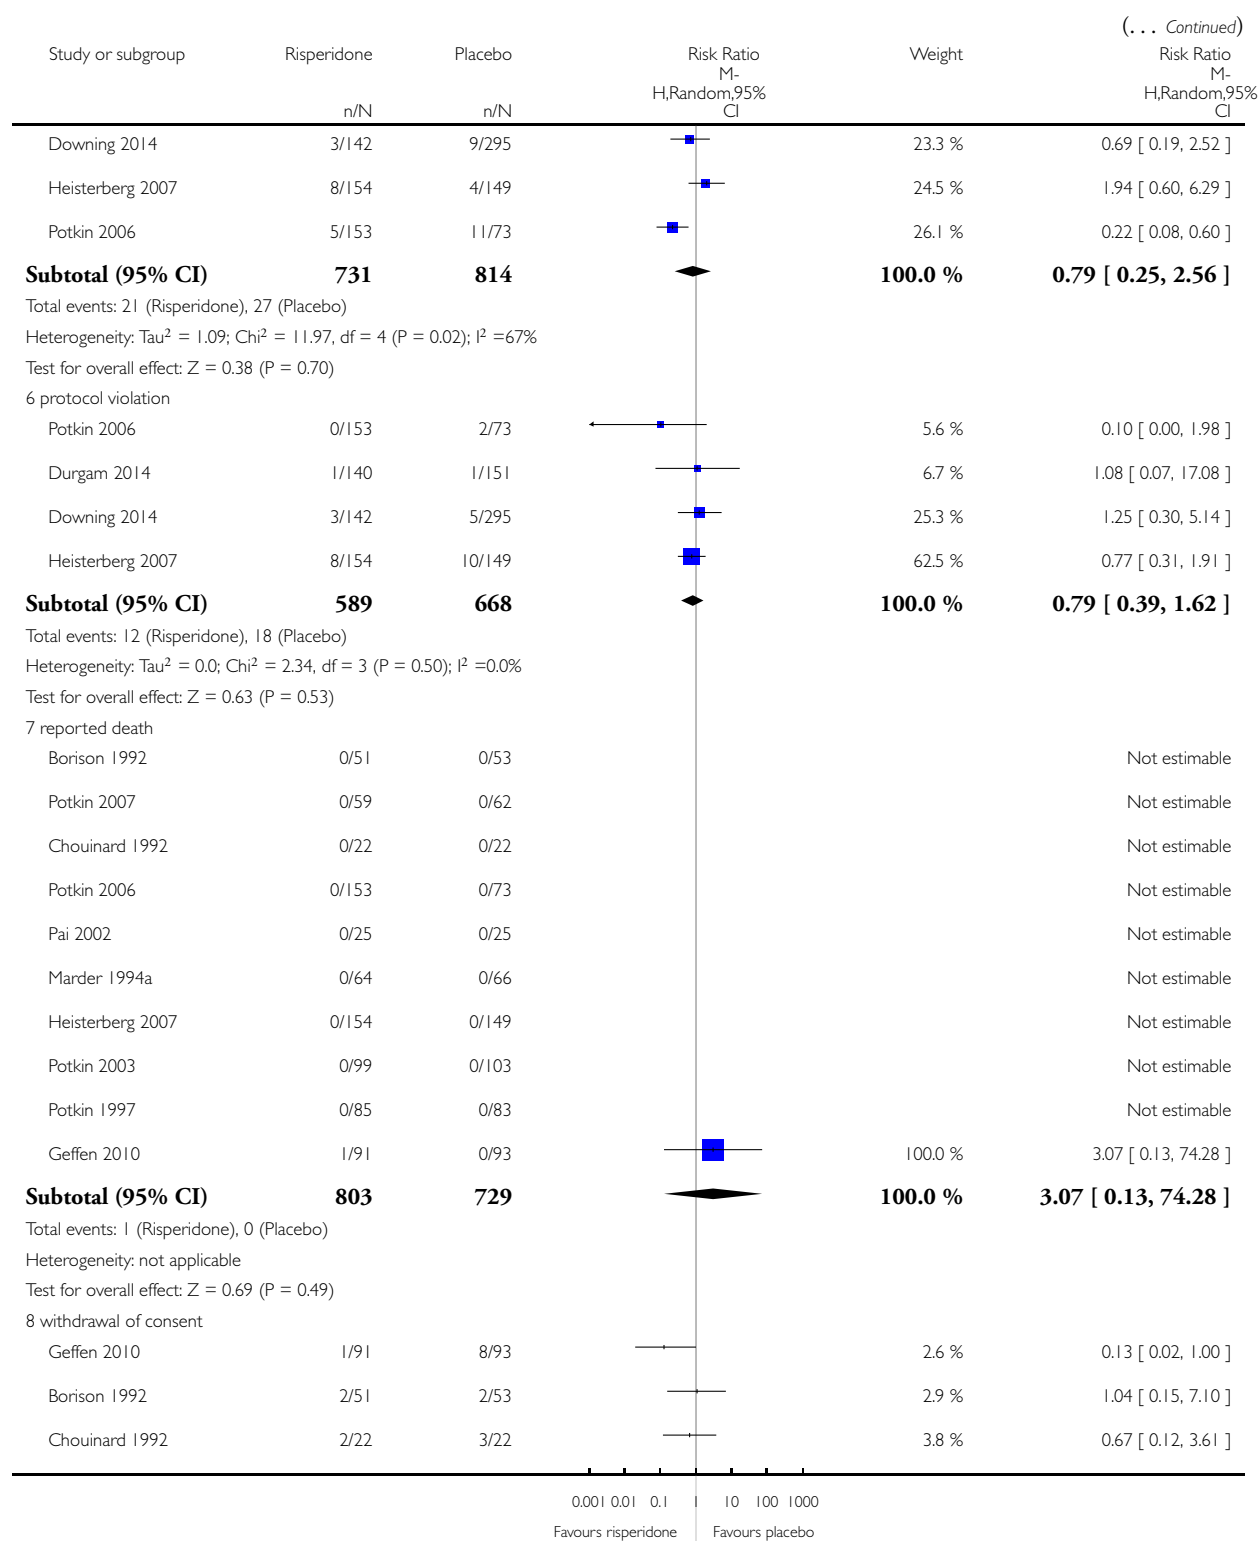 (... Continued)
Study or subgroup Risperidone Placebo Risk Ratio Weight Risk Ratio
M- M-
H,Random,95% H,Random,95%
n/N n/N CI CI
Downing 2014 3/142 9/295 23.3 % 0.69 [ 0.19, 2.52 ]
Heisterberg 2007 8/154 4/149 24.5 % 1.94 [ 0.60, 6.29 ]
Potkin 2006 5/153 11/73 26.1 % 0.22 [ 0.08, 0.60 ]
Subtotal (95% CI) 731 814 100.0 % 0.79 [ 0.25, 2.56 ]
Total events: 21 (Risperidone), 27 (Placebo)
Heterogeneity: Tau² = 1.09; Chi² = 11.97, df = 4 (P = 0.02); I² =67%
Test for overall effect: Z = 0.38 (P = 0.70)
6 protocol violation
Potkin 2006 0/153 2/73 5.6 % 0.10 [ 0.00, 1.98 ]
Durgam 2014 1/140 1/151 6.7 % 1.08 [ 0.07, 17.08 ]
Downing 2014 3/142 5/295 25.3 % 1.25 [ 0.30, 5.14 ]
Heisterberg 2007 8/154 10/149 62.5 % 0.77 [ 0.31, 1.91 ]
Subtotal (95% CI) 589 668 100.0 % 0.79 [ 0.39, 1.62 ]
Total events: 12 (Risperidone), 18 (Placebo)
Heterogeneity: Tau² = 0.0; Chi² = 2.34, df = 3 (P = 0.50); I² =0.0%
Test for overall effect: Z = 0.63 (P = 0.53)
7 reported death
Borison 1992 0/51 0/53 Not estimable
Potkin 2007 0/59 0/62 Not estimable
Chouinard 1992 0/22 0/22 Not estimable
Potkin 2006 0/153 0/73 Not estimable
Pai 2002 0/25 0/25 Not estimable
Marder 1994a 0/64 0/66 Not estimable
Heisterberg 2007 0/154 0/149 Not estimable
Potkin 2003 0/99 0/103 Not estimable
Potkin 1997 0/85 0/83 Not estimable
Geffen 2010 1/91 0/93 100.0 % 3.07 [ 0.13, 74.28 ]
Subtotal (95% CI) 803 729 100.0 % 3.07 [ 0.13, 74.28 ]
Total events: 1 (Risperidone), 0 (Placebo)
Heterogeneity: not applicable
Test for overall effect: Z = 0.69 (P = 0.49)
8 withdrawal of consent
Geffen 2010 1/91 8/93 2.6 % 0.13 [ 0.02, 1.00 ]
Borison 1992 2/51 2/53 2.9 % 1.04 [ 0.15, 7.10 ]
Chouinard 1992 2/22 3/22 3.8 % 0.67 [ 0.12, 3.61 ]
0.001 0.01 0.1 1 10 100 1000
Favours risperidone Favours placebo